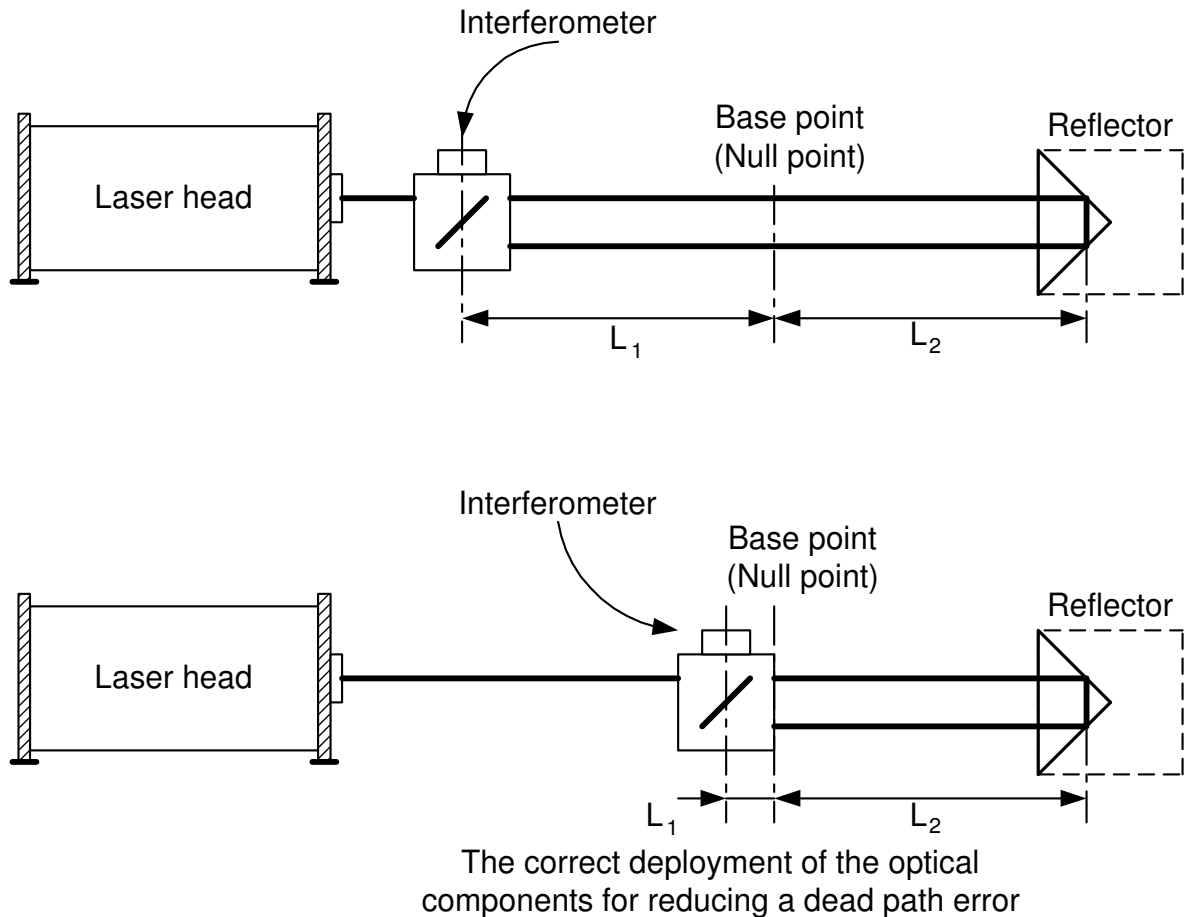 Interferometer
Base point
(Null point)
Reflector
Laser head
L1
L2
Interferometer
Base point
(Null point)
Reflector
Laser head
L1
L2
The correct deployment of the optical
components for reducing a dead path error